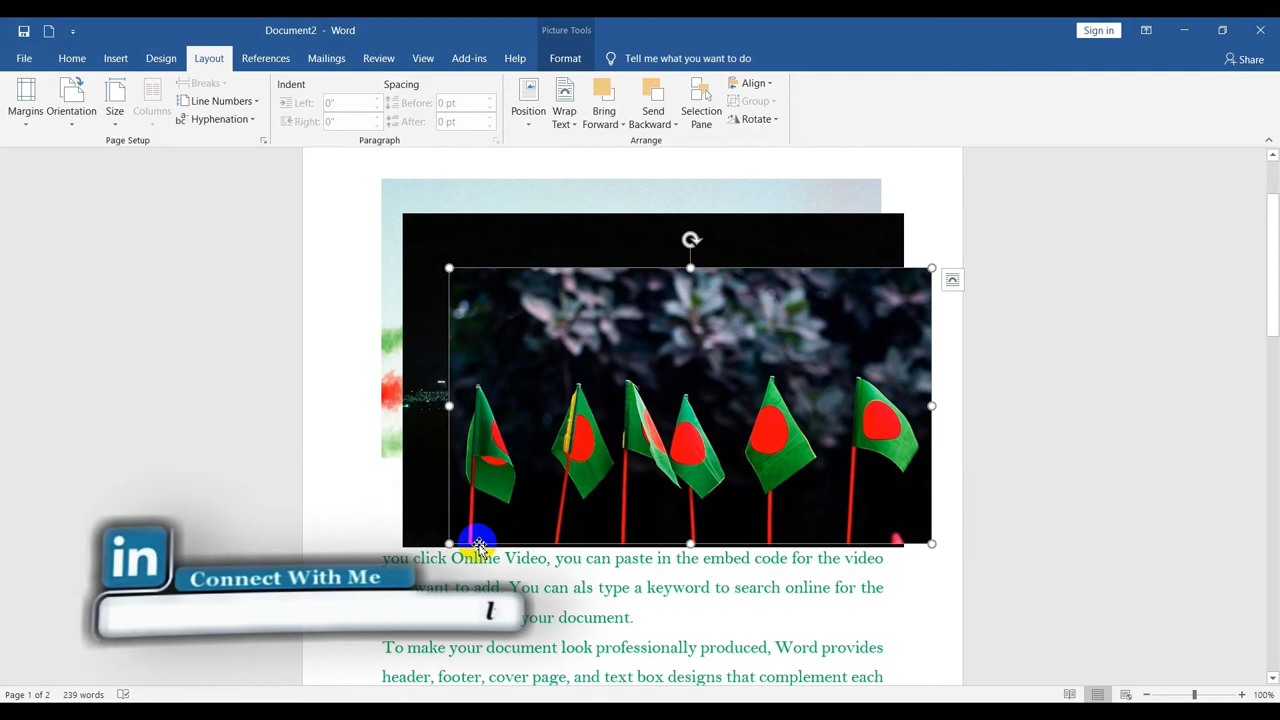 Document2 - Word
Picture Tools
Sign in
File
Home
Insert
Design
Layout
References
Mailings
Review
View
Add-ins
Help
Format
Tell me what you want to do
Share
Margins
Orientation
Size
Columns
Breaks
Line Numbers
Hyphenation
Page Setup
Indent
Left: 0"
Right: 0"
Spacing
Before: 0 pt
After: 0 pt
Paragraph
Position
Wrap Text
Bring Forward
Send Backward
Selection Pane
Align
Group
Rotate
Arrange
you click Online Video, you can paste in the embed code for the video
want to add. You can als type a keyword to search online for the
your document.
To make your document look professionally produced, Word provides
header, footer, cover page, and text box designs that complement each
in
Connect With Me
l
Page 1 of 2
239 words
100%